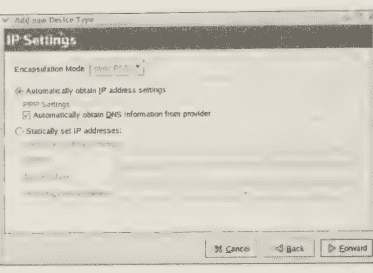 Add new Device Type
IP Settings
Encapsulation Mode
Automatically obtain IP address settings
PPP Settings
Automatically obtain DNS information from provider
Statically set IP addresses:
Cancel
Back
Forward